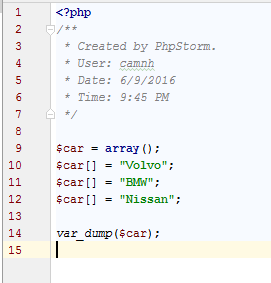 1 <?php
2 /**
3  * Created by PhpStorm.
4  * User: camnh
5  * Date: 6/9/2016
6  * Time: 9:45 PM
7  */
8
9 $car = array();
10 $car[] = "Volvo";
11 $car[] = "BMW";
12 $car[] = "Nissan";
13
14 var_dump($car);
15